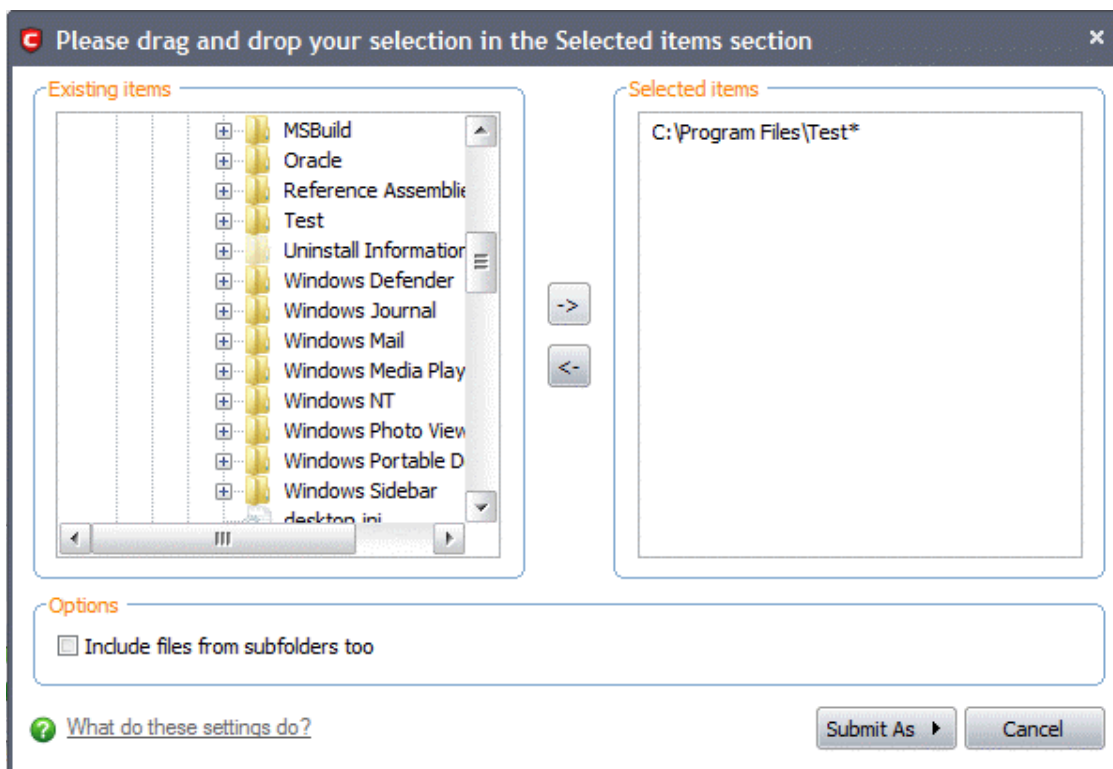 Please drag and drop your selection in the Selected items section
Existing items
MSBuild
Oracle
Reference Assemblie
Test
Uninstall Information
Windows Defender
Windows Journal
Windows Mail
Windows Media Play
Windows NT
Windows Photo View
Windows Portable D
Windows Sidebar
desktop.ini
->
<-
Selected items
C:\Program Files\Test*
Options
Include files from subfolders too
What do these settings do?
Submit As
Cancel